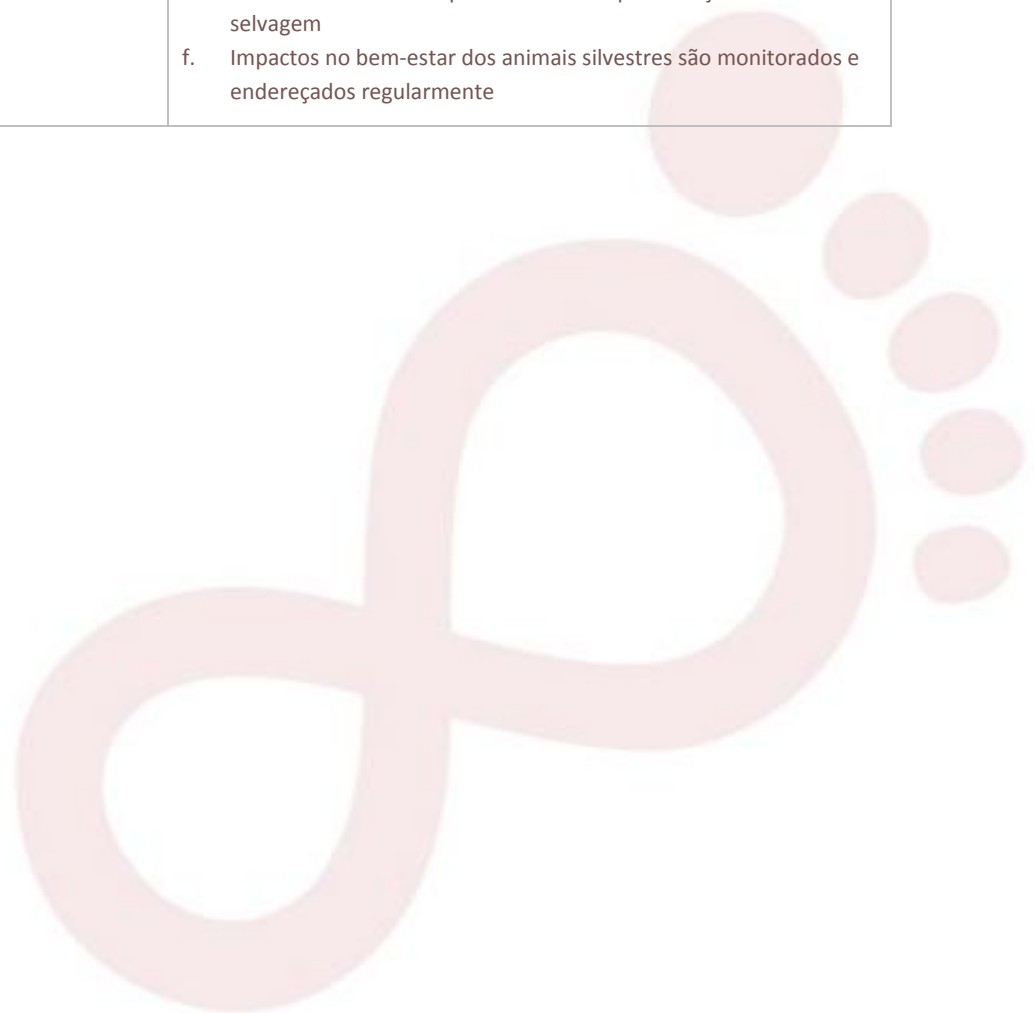 selvagem
f. Impactos no bem-estar dos animais silvestres são monitorados e
endereçados regularmente